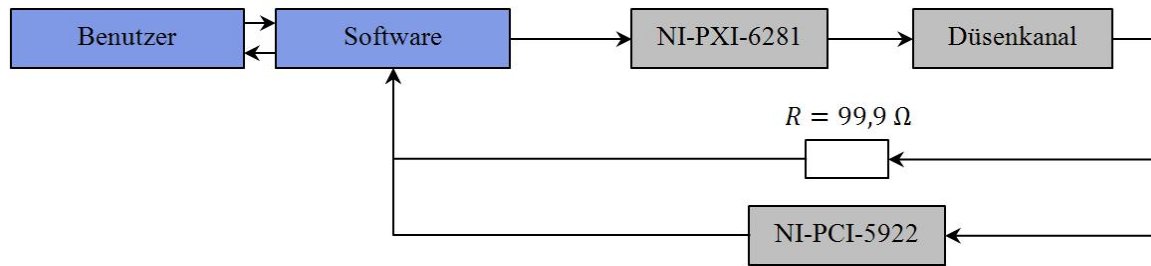 Benutzer
Software
NI-PXI-6281
Düsenkanal
R = 99,9 Ω
NI-PCI-5922